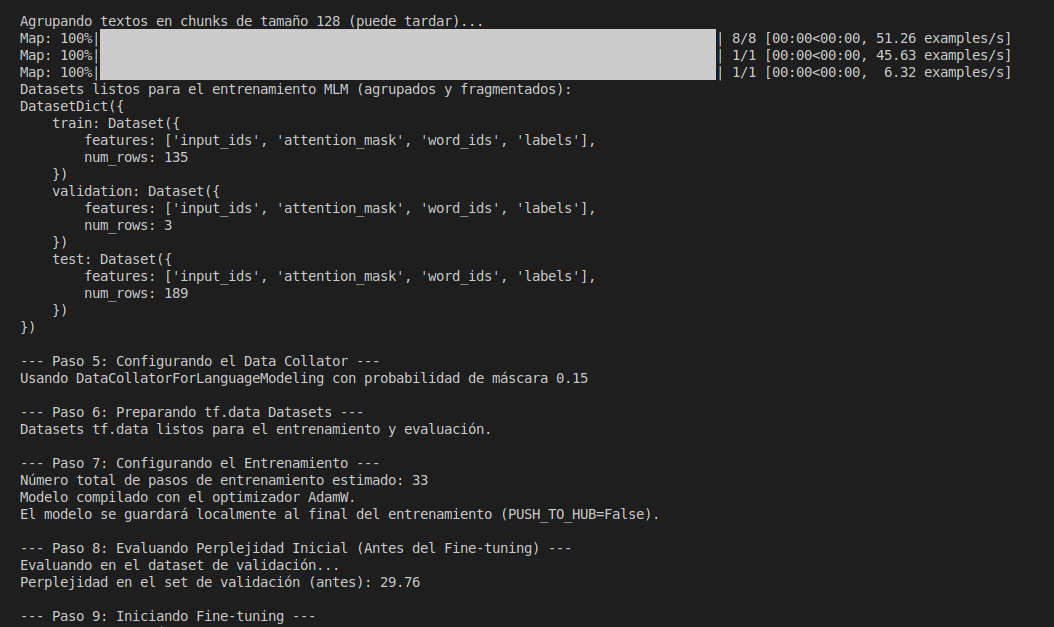 Agrupando textos en chunks de tamaño 128 (puede tardar)...
Map: 100%| | 8/8 [00:00<00:00, 51.26 examples/s]
Map: 100%| | 1/1 [00:00<00:00, 45.63 examples/s]
Map: 100%| | 1/1 [00:00<00:00,  6.32 examples/s]
Datasets listos para el entrenamiento MLM (agrupados y fragmentados):
DatasetDict({
    train: Dataset({
        features: ['input_ids', 'attention_mask', 'word_ids', 'labels'],
        num_rows: 135
    })
    validation: Dataset({
        features: ['input_ids', 'attention_mask', 'word_ids', 'labels'],
        num_rows: 3
    })
    test: Dataset({
        features: ['input_ids', 'attention_mask', 'word_ids', 'labels'],
        num_rows: 189
    })
})
--- Paso 5: Configurando el Data Collator ---
Usando DataCollatorForLanguageModeling con probabilidad de máscara 0.15
--- Paso 6: Preparando tf.data Datasets ---
Datasets tf.data listos para el entrenamiento y evaluación.
--- Paso 7: Configurando el Entrenamiento ---
Número total de pasos de entrenamiento estimado: 33
Modelo compilado con el optimizador AdamW.
El modelo se guardará localmente al final del entrenamiento (PUSH_TO_HUB=False).
--- Paso 8: Evaluando Perplejidad Inicial (Antes del Fine-tuning) ---
Evaluando en el dataset de validación...
Perplejidad en el set de validación (antes): 29.76
--- Paso 9: Iniciando Fine-tuning ---